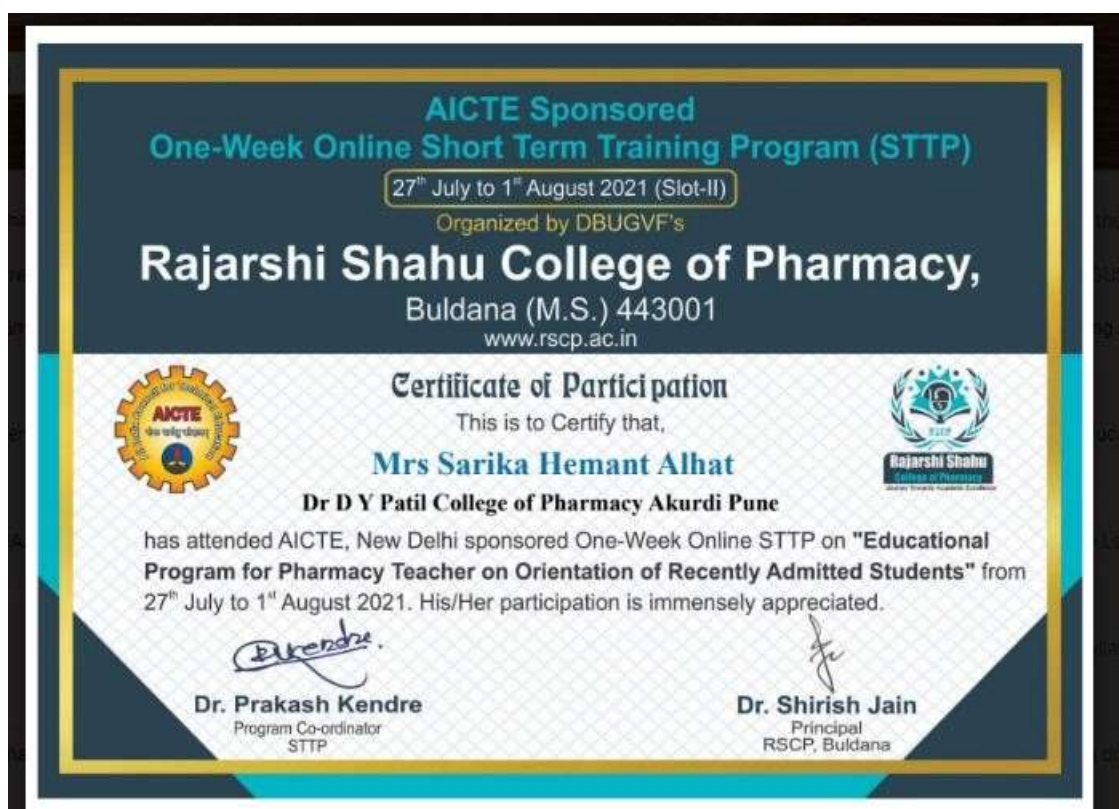 AICTE Sponsored
One-Week Online Short Term Training Program (STTP)
27th July to 1st August 2021 (Slot-II)
Organized by DBUGVF's
Rajarshi Shahu College of Pharmacy,
Buldana (M.S.) 443001
www.rscp.ac.in
Certificate of Participation
This is to Certify that,
Mrs Sarika Hemant Alhat
Dr D Y Patil College of Pharmacy Akurdi Pune
has attended AICTE, New Delhi sponsored One-Week Online STTP on "Educational
Program for Pharmacy Teacher on Orientation of Recently Admitted Students" from
27th July to 1st August 2021. His/Her participation is immensely appreciated.
Dr. Prakash Kendre
Program Co-ordinator
STTP
Dr. Shirish Jain
Principal
RSCP, Buldana
AICTE
RSCP
Rajarshi Shahu
College of Pharmacy